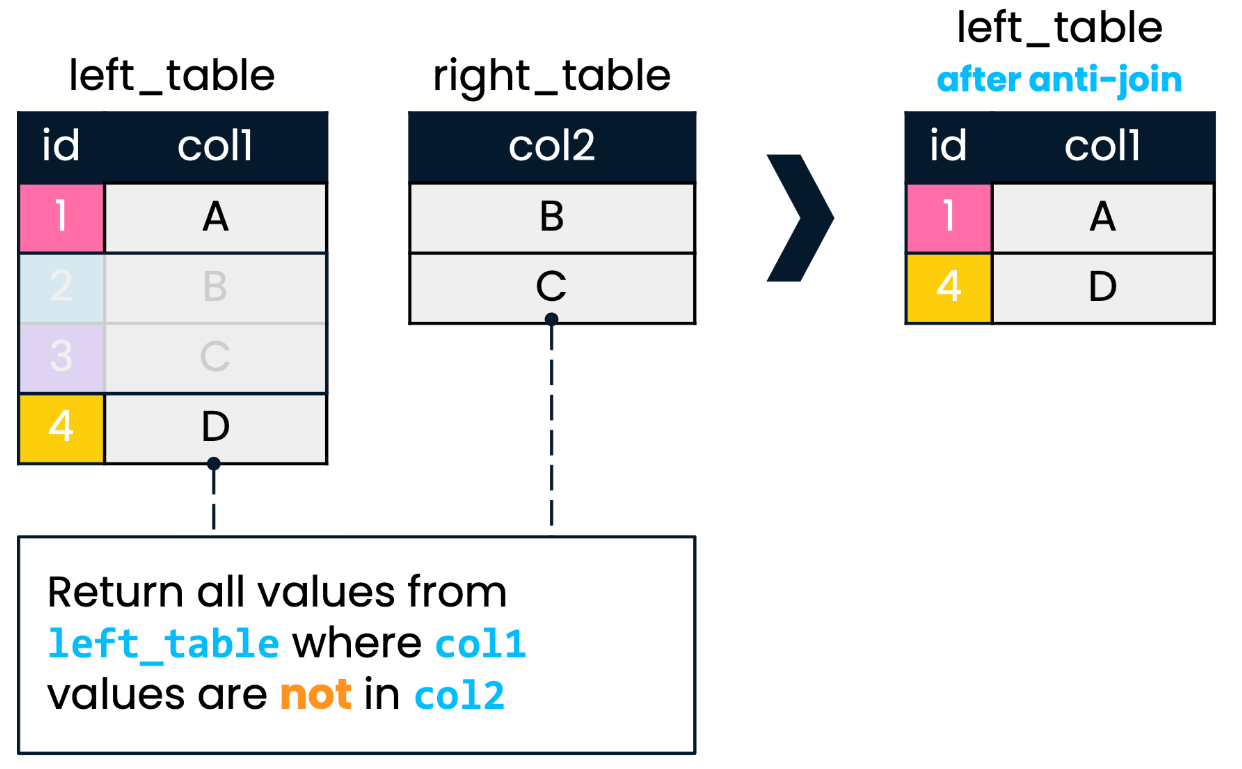 left_table
after anti-join
left_table
right_table
id col1
col2
id col1
1 A
B
1 A
2 B
C
4 D
3 C
4 D
Return all values from
left_table where col1
values are not in col2